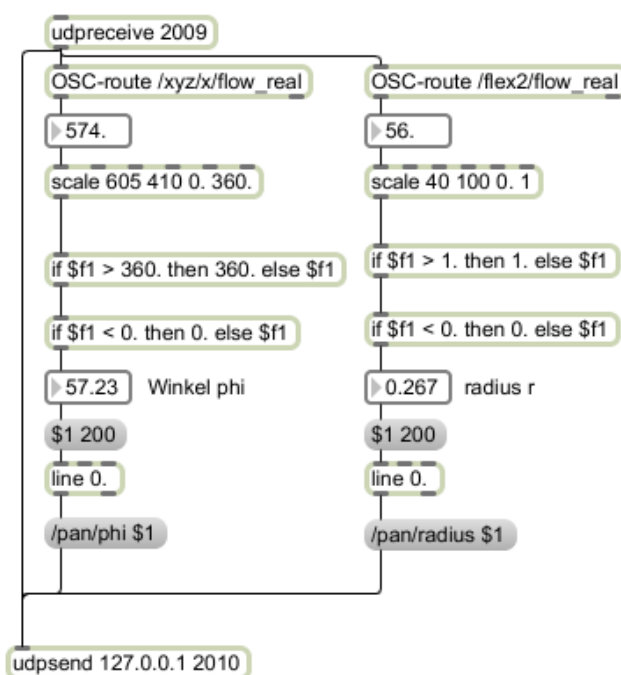 udpreceive 2009
OSC-route /xyz/x/flow_real
OSC-route /flex2/flow_real
574.
56.
scale 605 410 0. 360.
scale 40 100 0. 1
if $f1 > 360. then 360. else $f1
if $f1 > 1. then 1. else $f1
if $f1 < 0. then 0. else $f1
if $f1 < 0. then 0. else $f1
57.23 Winkel phi
0.267 radius r
$1 200
$1 200
line 0.
line 0.
/pan/phi $1
/pan/radius $1
udpsend 127.0.0.1 2010